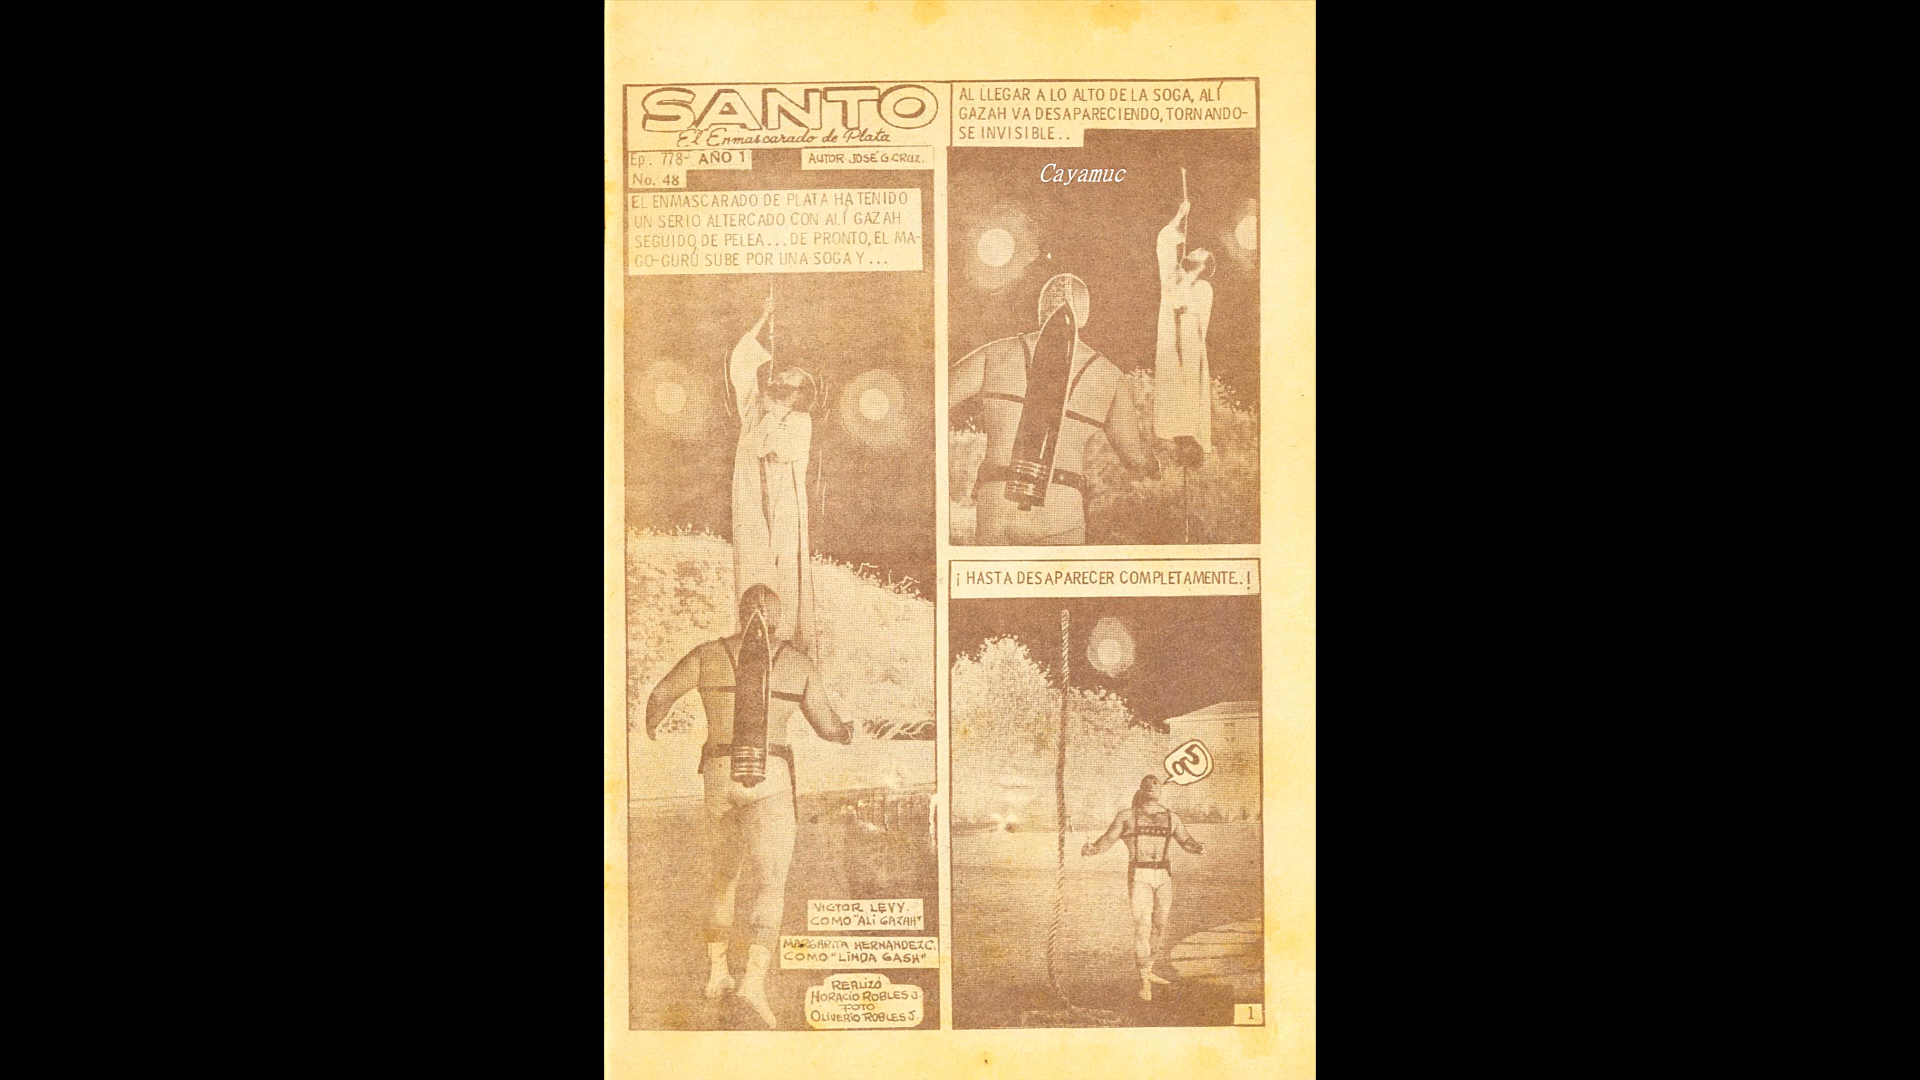 SANTO
El Enmascarado de Plata
Ep. 778- AÑO 1
No. 48
AUTOR JOSÉ G. CRUZ.
EL ENMASCARADO DE PLATA HA TENIDO
UN SERIO ALTERCADO CON ALÍ GAZAH
SEGUIDO DE PELEA... DE PRONTO, EL MA-
GO-GURÚ SUBE POR UNA SOGA Y ...
VICTOR LEVY.
COMO "ALI GAZAH"
MARGARITA HERNANDEZ C.
COMO "LINDA GASH"
REALIZÓ
HORACIO ROBLES J.
FOTO
OLIVERIO ROBLES J.
AL LLEGAR A LO ALTO DE LA SOGA, ALÍ
GAZAH VA DESAPARECIENDO, TORNANDO-
SE INVISIBLE..
Cayamuc
¡HASTA DESAPARECER COMPLETAMENTE..!
1